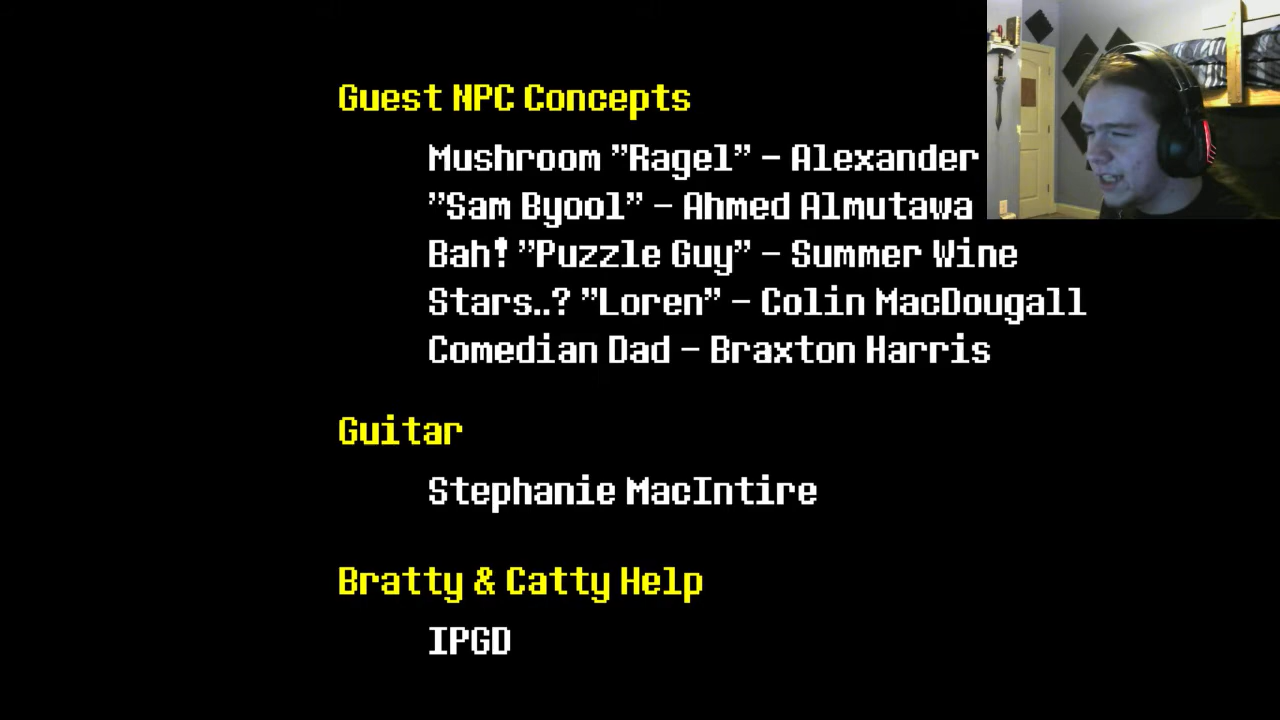 Guest NPC Concepts
Mushroom "Ragel" - Alexander
"Sam Byool" - Ahmed Almutawa
Bah! "Puzzle Guy" - Summer Wine
Stars..? "Loren" - Colin MacDougall
Comedian Dad - Braxton Harris
Guitar
Stephanie MacIntire
Bratty & Catty Help
IPGD